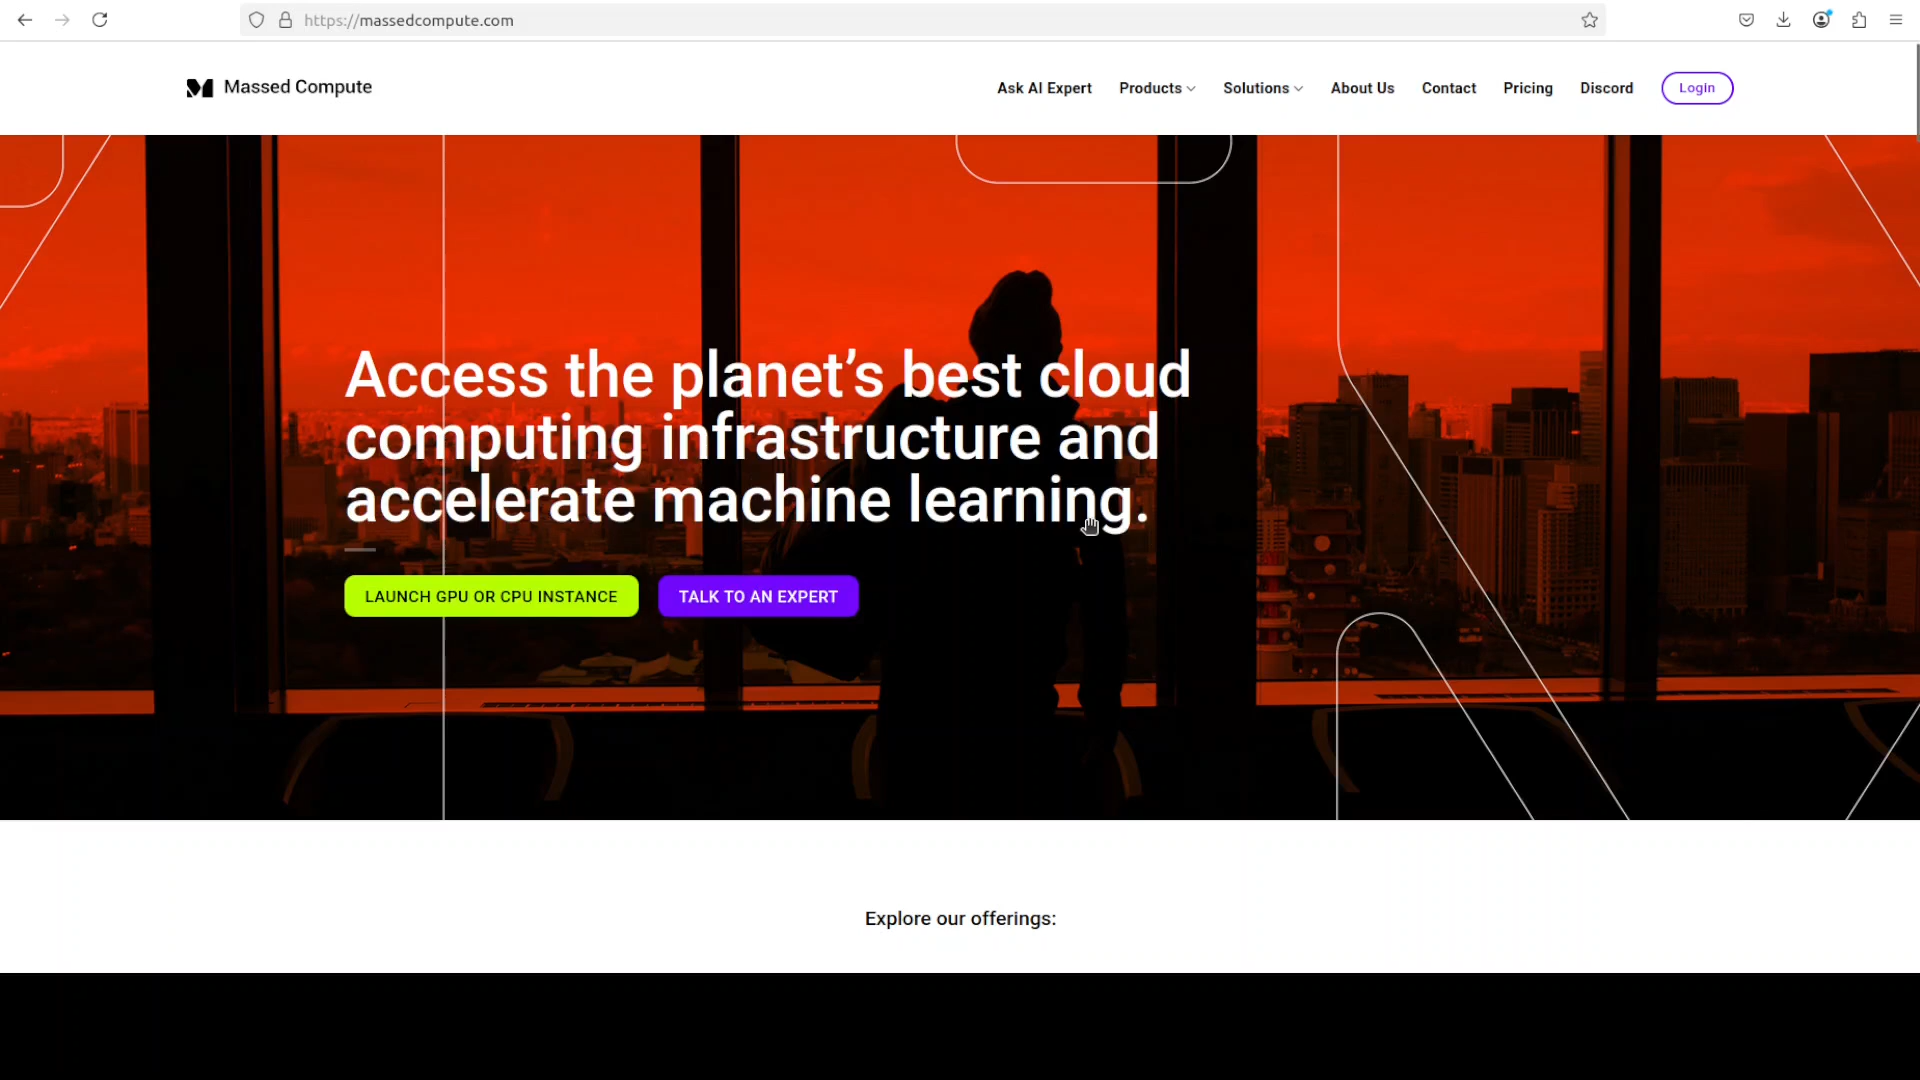 https://massedcompute.com
Massed Compute
Ask AI Expert
Products
Solutions
About Us
Contact
Pricing
Discord
Login
Access the planet’s best cloud
computing infrastructure and
accelerate machine learning.
LAUNCH GPU OR CPU INSTANCE
TALK TO AN EXPERT
Explore our offerings: